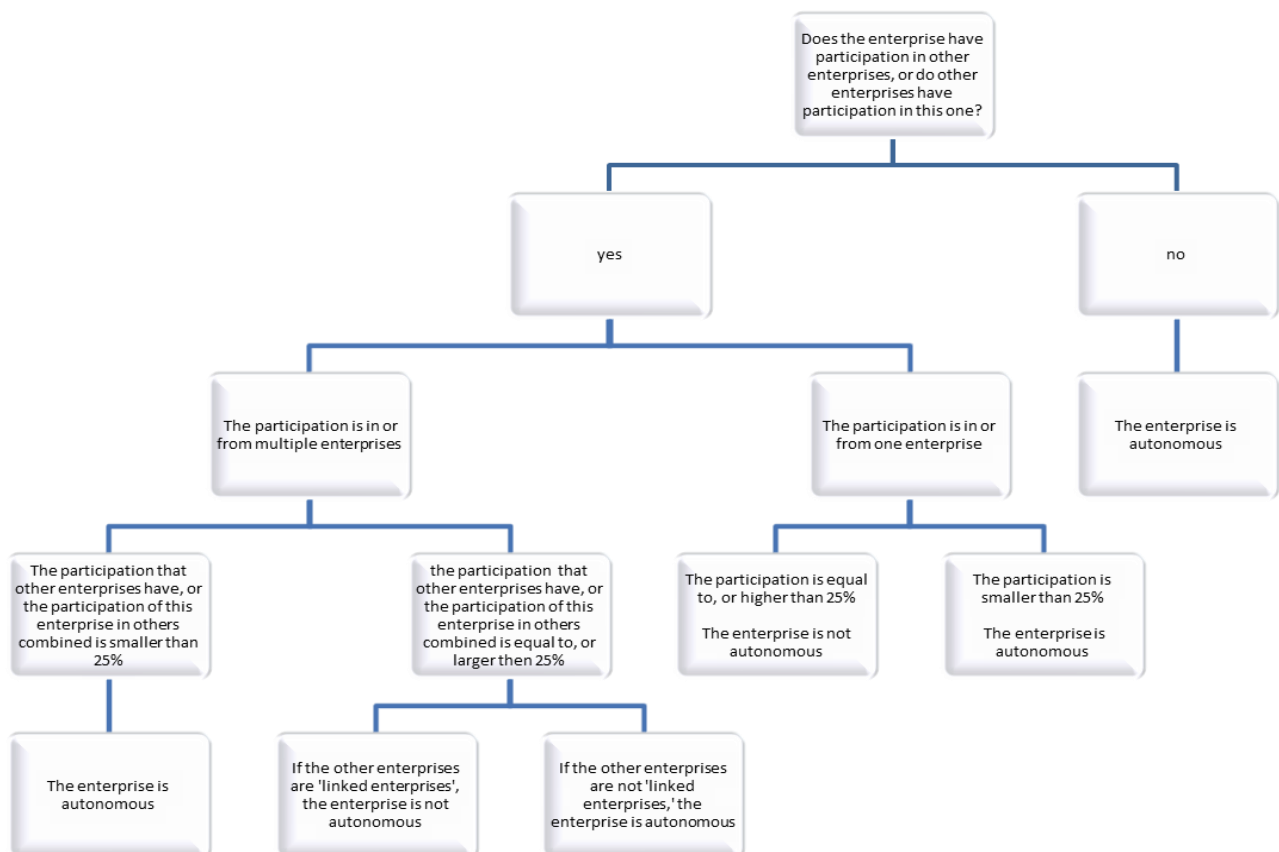 Does the enterprise have
participation in other
enterprises, or do other
enterprises have
participation in this one?
yes
no
The participation is in or
from multiple enterprises
The participation is in or
from one enterprise
The enterprise is
autonomous
The participation that
other enterprises have, or
the participation of this
enterprise in others
combined is smaller than
25%
the participation that
other enterprises have, or
the participation of this
enterprise in others
combined is equal to, or
larger then 25%
The participation is equal
to, or higher than 25%
The enterprise is not
autonomous
The participation is
smaller than 25%
The enterprise is
autonomous
The enterprise is
autonomous
If the other enterprises
are 'linked enterprises',
the enterprise is not
autonomous
If the other enterprises
are not 'linked
enterprises,' the
enterprise is autonomous